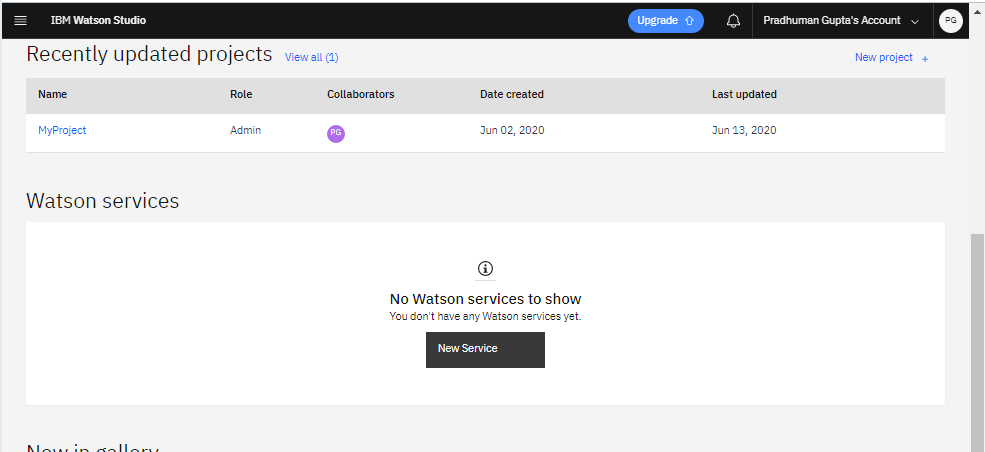 IBM Watson Studio Upgrade Pradhuman Gupta's Account PG
Recently updated projects View all (1) New project +
Name Role Collaborators Date created Last updated
MyProject Admin PG Jun 02, 2020 Jun 13, 2020
Watson services
No Watson services to show
You don't have any Watson services yet.
New Service
New in gallery